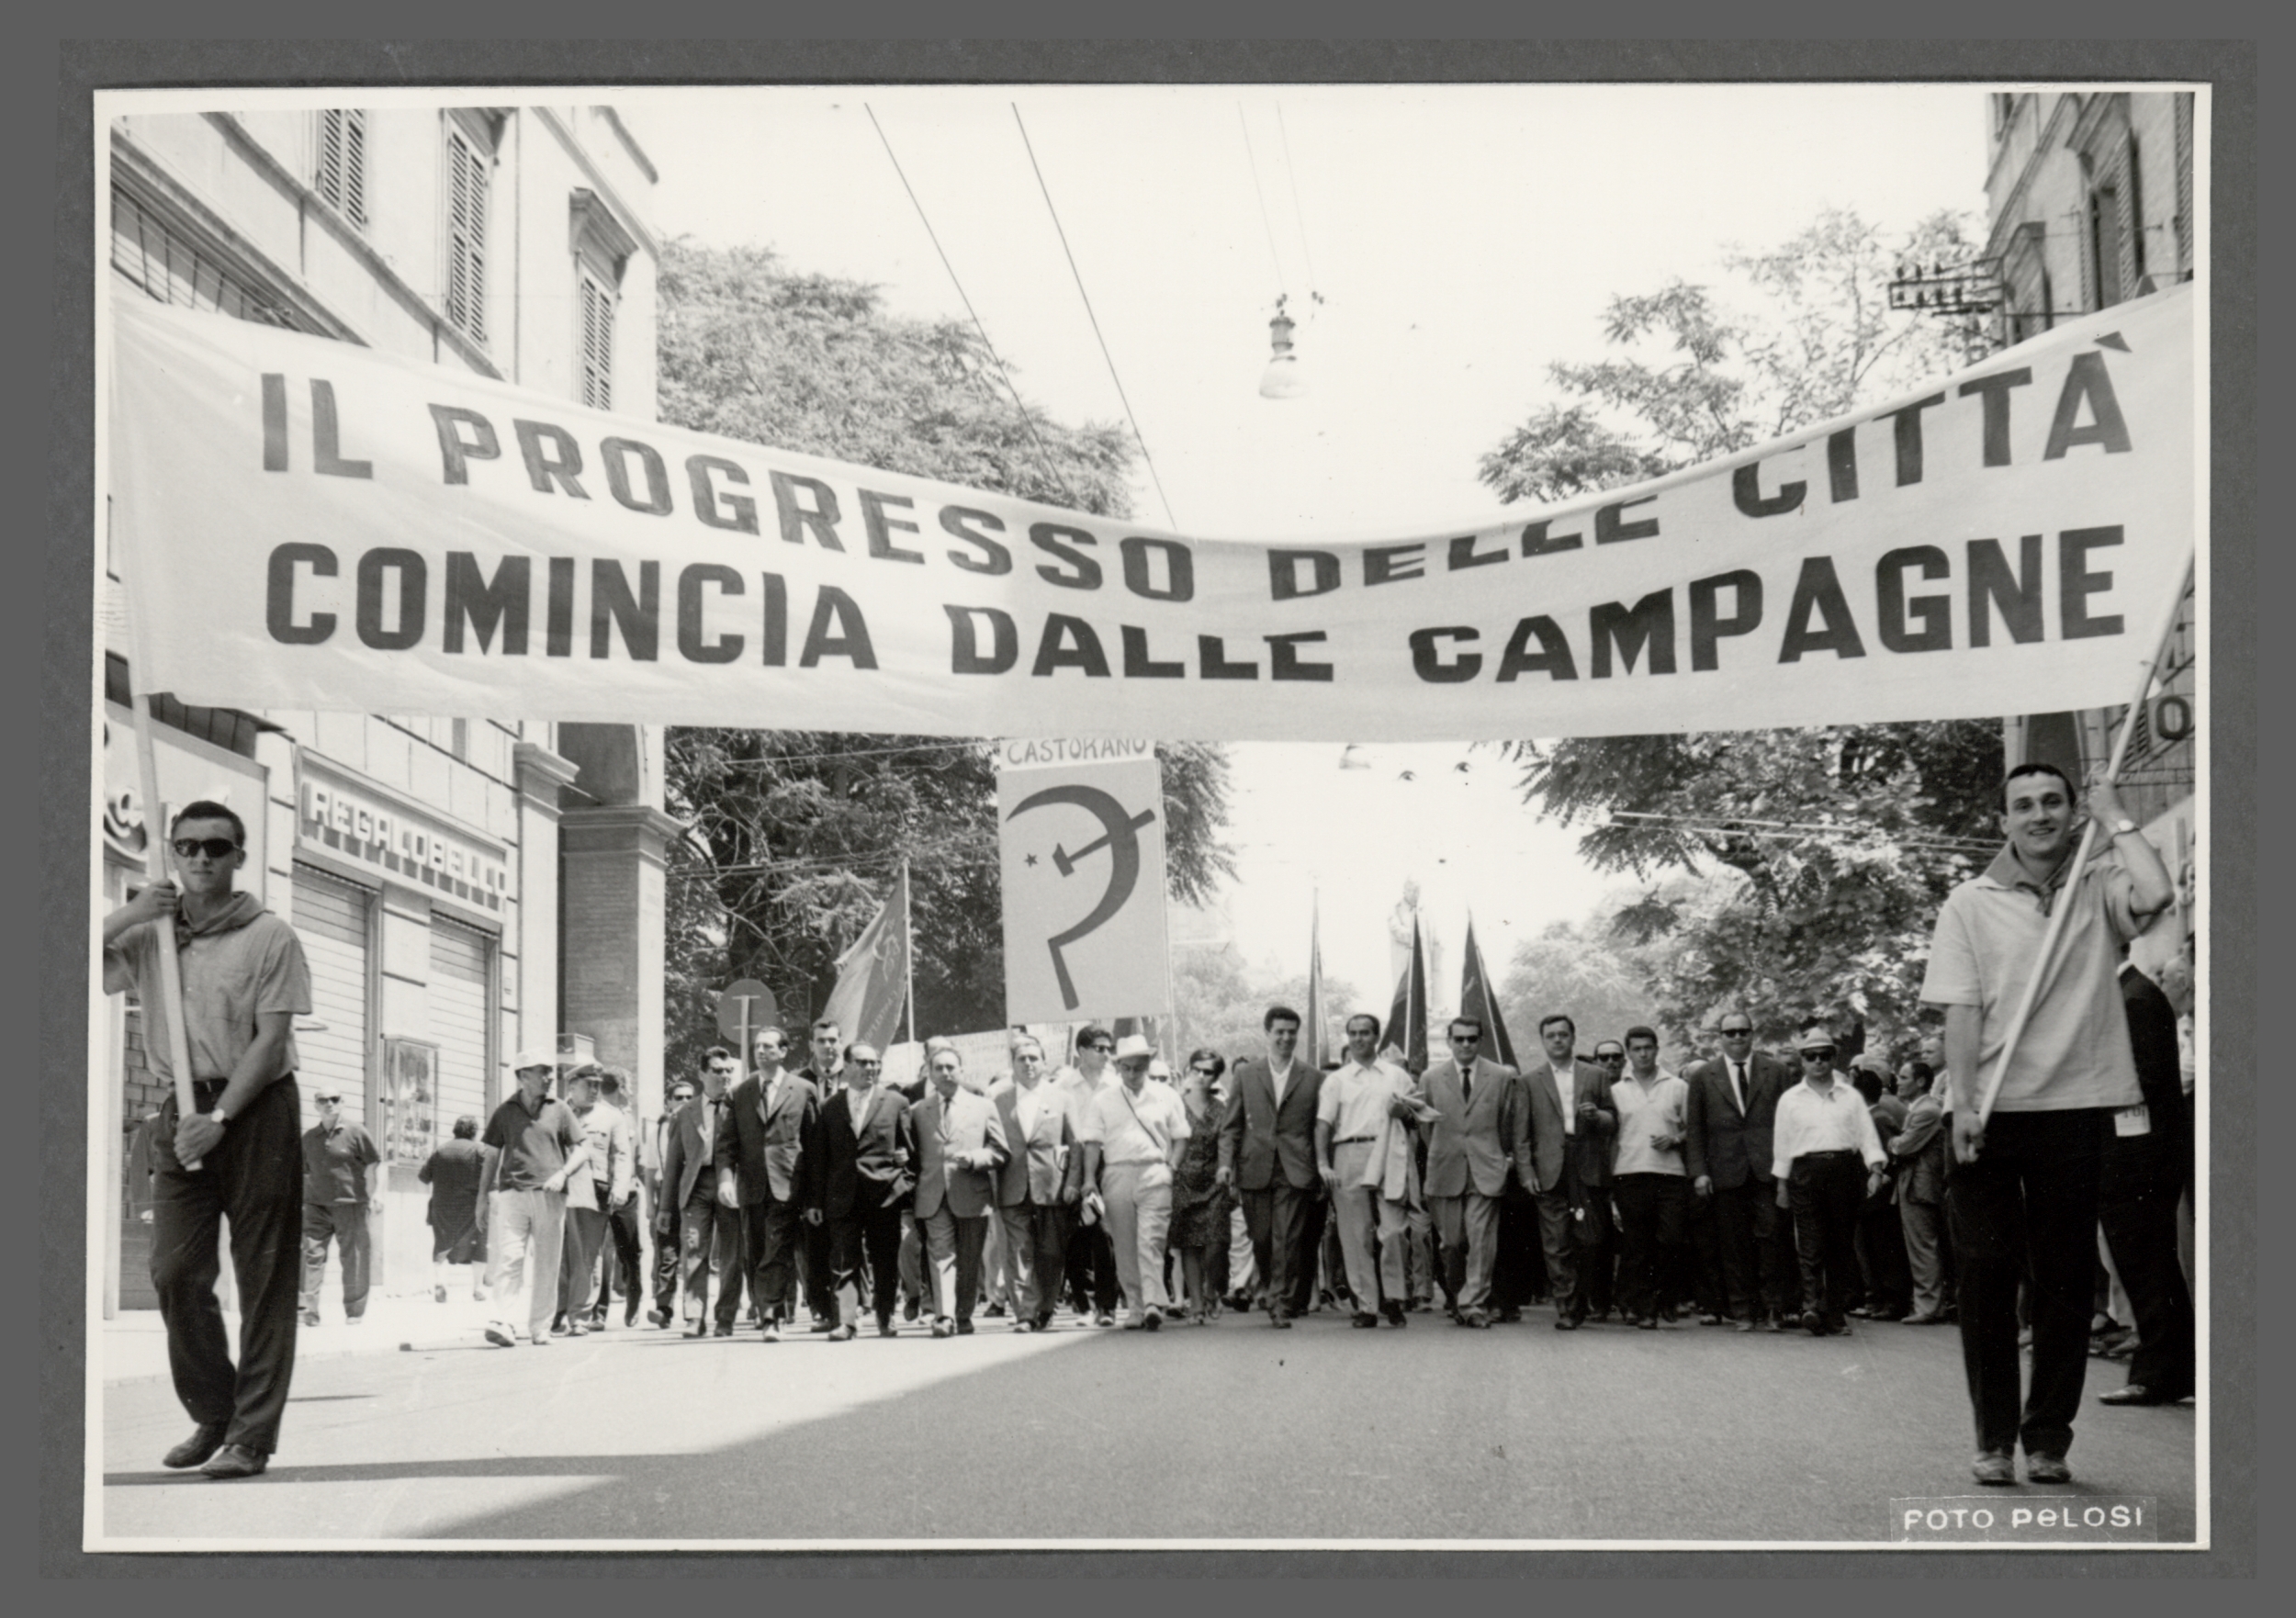 IL PROGRESSO DELLE CITTÀ
COMINCIA DALLE CAMPAGNE
CASTORANO
REGALOBELLO
FOTO PELOSI